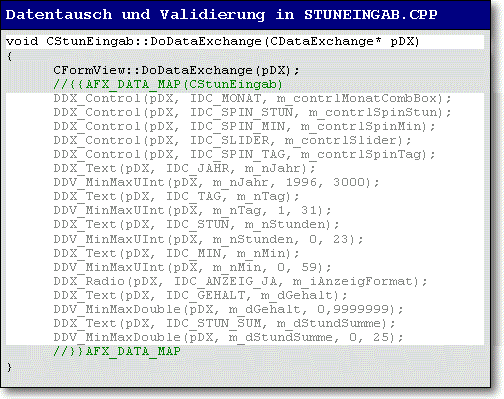 Datentausch und Validierung in STUNEINGAB.CPP
void CStunEingab::DoDataExchange(CDataExchange* pDX)
{
CFormView::DoDataExchange(pDX);
//{{AFX_DATA_MAP(CStunEingab)
DDX_Control(pDX, IDC_MONAT, m_contrlMonatCombBox);
DDX_Control(pDX, IDC_SPIN_STUN, m_contrlSpinStun);
DDX_Control(pDX, IDC_SPIN_MIN, m_contrlSpinMin);
DDX_Control(pDX, IDC_SLIDER, m_contrlSlider);
DDX_Control(pDX, IDC_SPIN_TAG, m_contrlSpinTag);
DDX_Text(pDX, IDC_JAHR, m_nJahr);
DDV_MinMaxUInt(pDX, m_nJahr, 1996, 3000);
DDX_Text(pDX, IDC_TAG, m_nTag);
DDV_MinMaxUInt(pDX, m_nTag, 1, 31);
DDX_Text(pDX, IDC_STUN, m_nStunden);
DDV_MinMaxUInt(pDX, m_nStunden, 0, 23);
DDX_Text(pDX, IDC_MIN, m_nMin);
DDV_MinMaxUInt(pDX, m_nMin, 0, 59);
DDX_Radio(pDX, IDC_ANZEIG_JA, m_iAnzeigFormat);
DDX_Text(pDX, IDC_GEHALT, m_dGehalt);
DDV_MinMaxDouble(pDX, m_dGehalt, 0,9999999);
DDX_Text(pDX, IDC_STUN_SUM, m_dStundSumme);
DDV_MinMaxDouble(pDX, m_dStundSumme, 0, 25);
//}}AFX_DATA_MAP
}